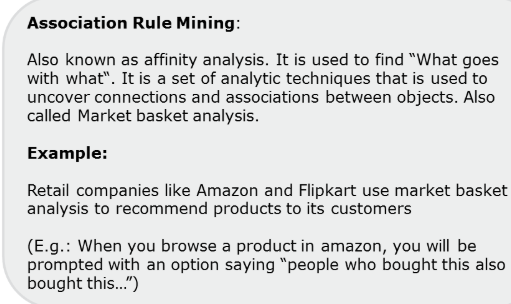 Association Rule Mining:
Also known as affinity analysis. It is used to find “What goes
with what“. It is a set of analytic techniques that is used to
uncover connections and associations between objects. Also
called Market basket analysis.
Example:
Retail companies like Amazon and Flipkart use market basket
analysis to recommend products to its customers
(E.g.: When you browse a product in amazon, you will be
prompted with an option saying “people who bought this also
bought this…”)